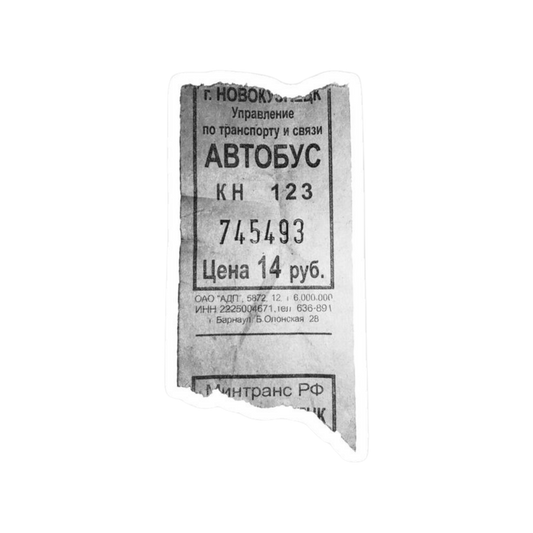 г. НОВОКУЗНЕЦК
Управление
по транспорту и связи
АВТОБУС
КН 123
745493
Цена 14 руб.
ОАО "АДП", 5872, 12, т 6.000.000
ИНН 2225004671, тел 636-891
г Барнаул Б.Олонская 28
Минтранс РФ